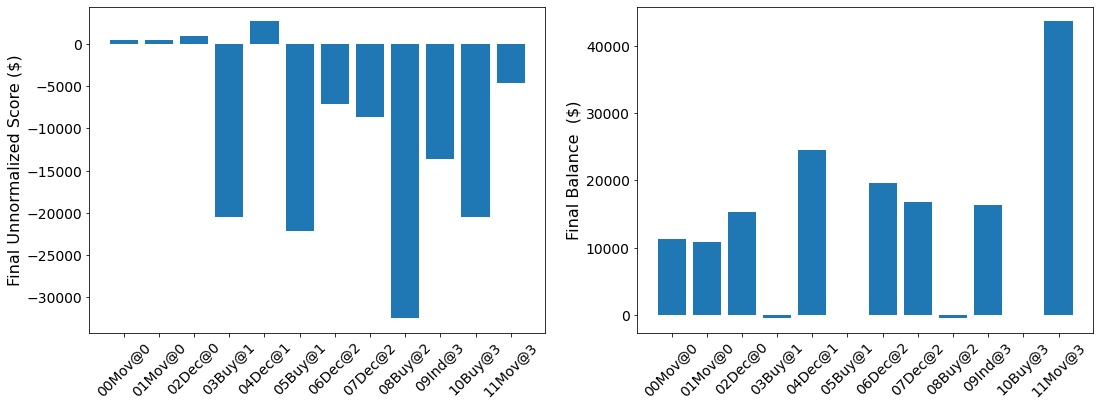 Final Unnormalized Score ($)
0
−5000
−10000
−15000
−20000
−25000
−30000
00Mov@0
01Mov@0
02Dec@0
03Buy@1
04Dec@1
05Buy@1
06Dec@2
07Dec@2
08Buy@2
09Ind@3
10Buy@3
11Mov@3
Final Balance ($)
40000
30000
20000
10000
0
00Mov@0
01Mov@0
02Dec@0
03Buy@1
04Dec@1
05Buy@1
06Dec@2
07Dec@2
08Buy@2
09Ind@3
10Buy@3
11Mov@3